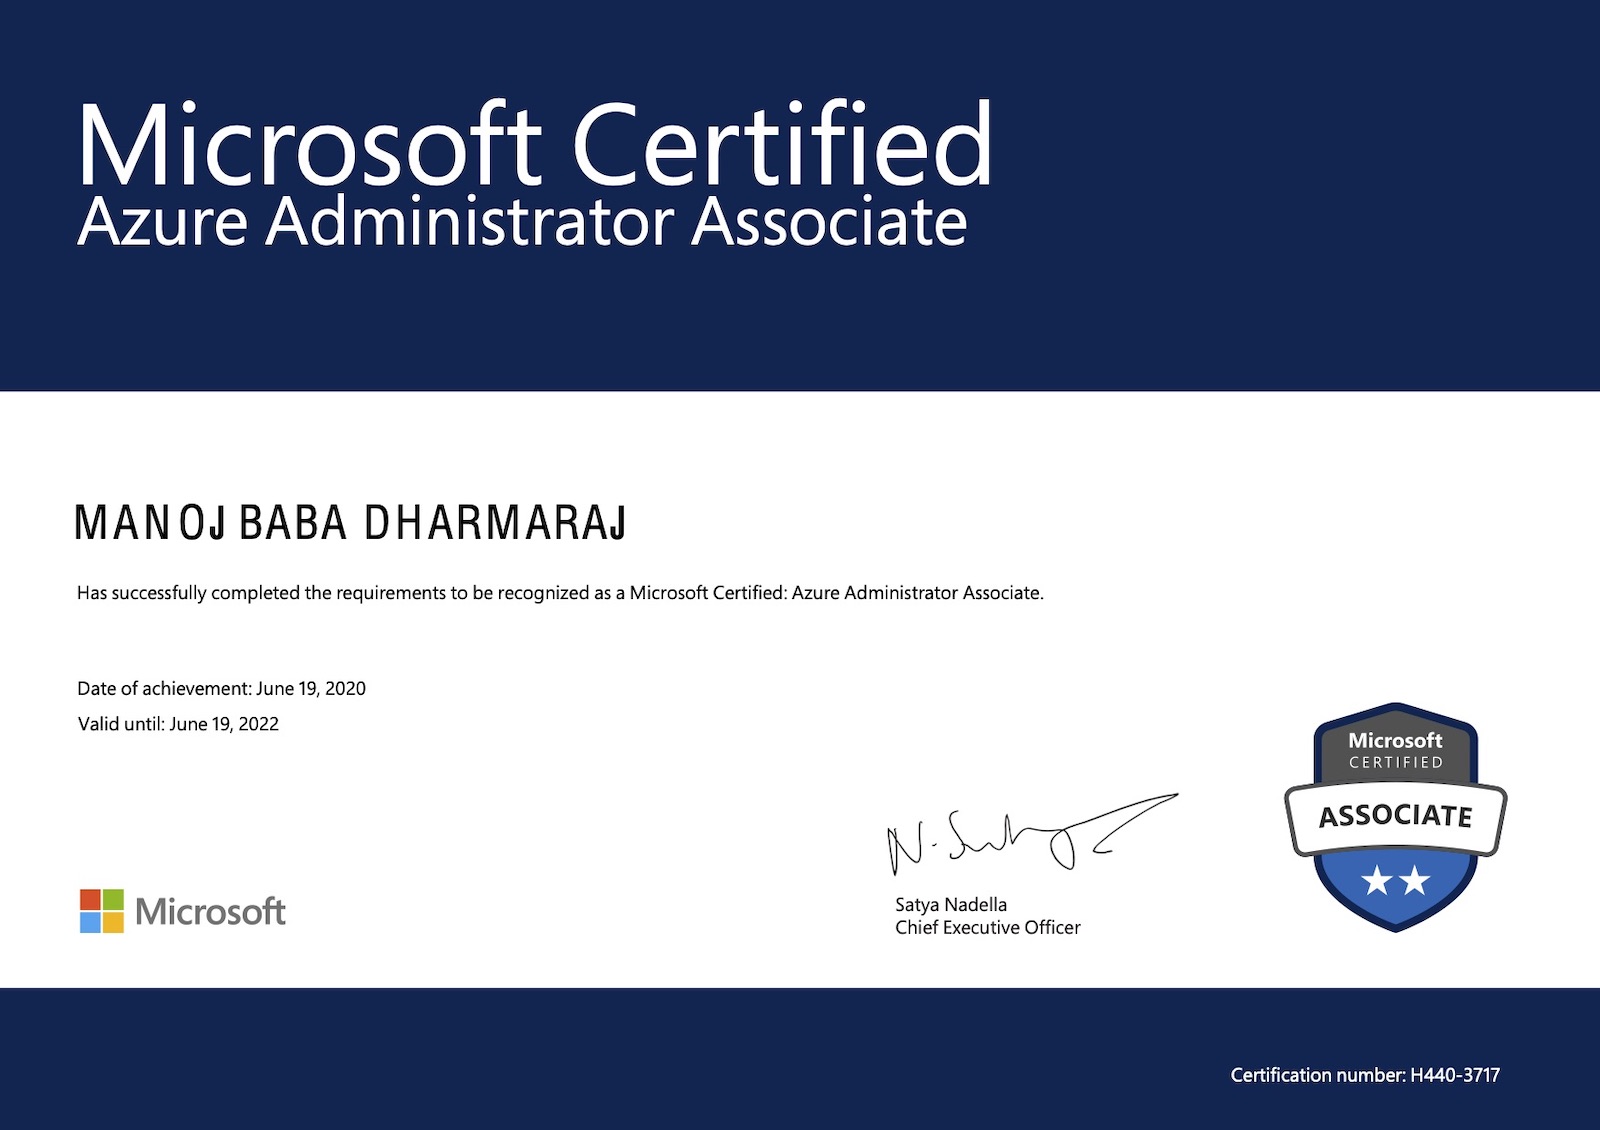 Microsoft Certified
Azure Administrator Associate
MANOJ BABA DHARMARAJ
Has successfully completed the requirements to be recognized as a Microsoft Certified: Azure Administrator Associate.
Date of achievement: June 19, 2020
Valid until: June 19, 2022
Microsoft
CERTIFIED
ASSOCIATE
Microsoft
Satya Nadella
Chief Executive Officer
Certification number: H440-3717